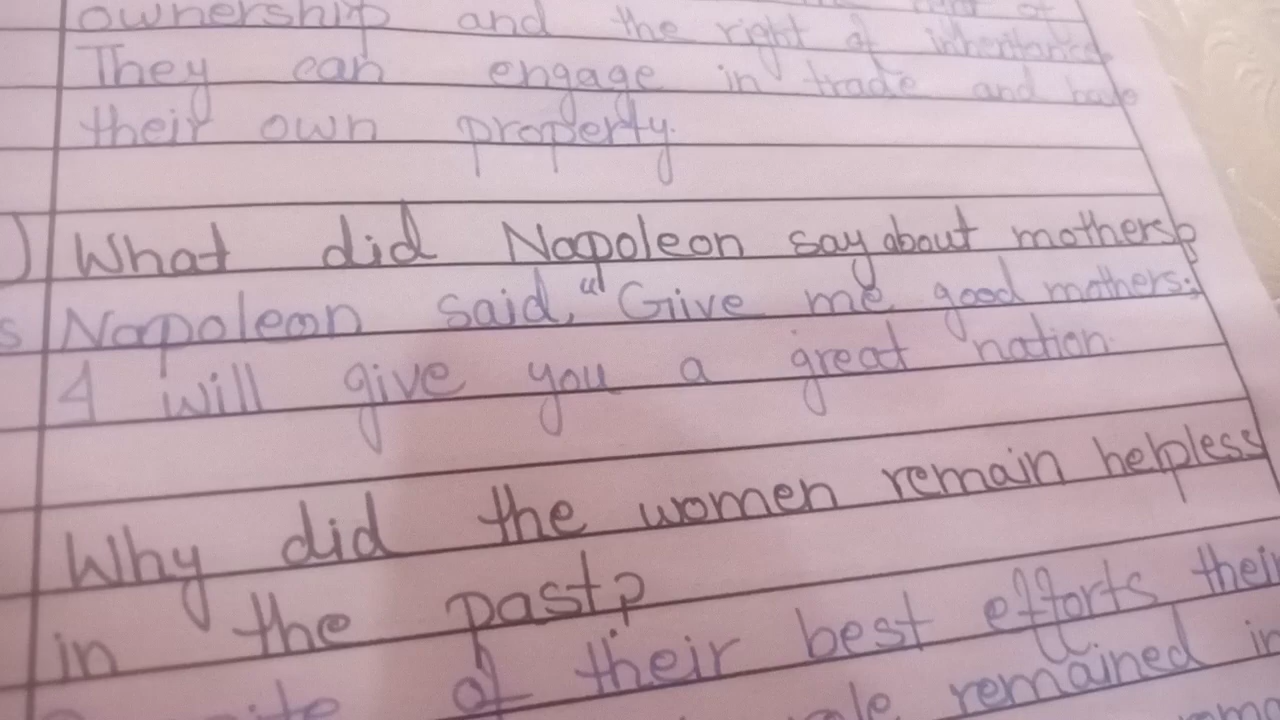 ownership and the right of inheritance
They can engage in trade and have
their own property.
) What did Napoleon say about mothers?
s Napoleon said, "Give me good mothers;
I will give you a great nation.
Why did the women remain helpless
in the past?
of their best efforts their
remained in